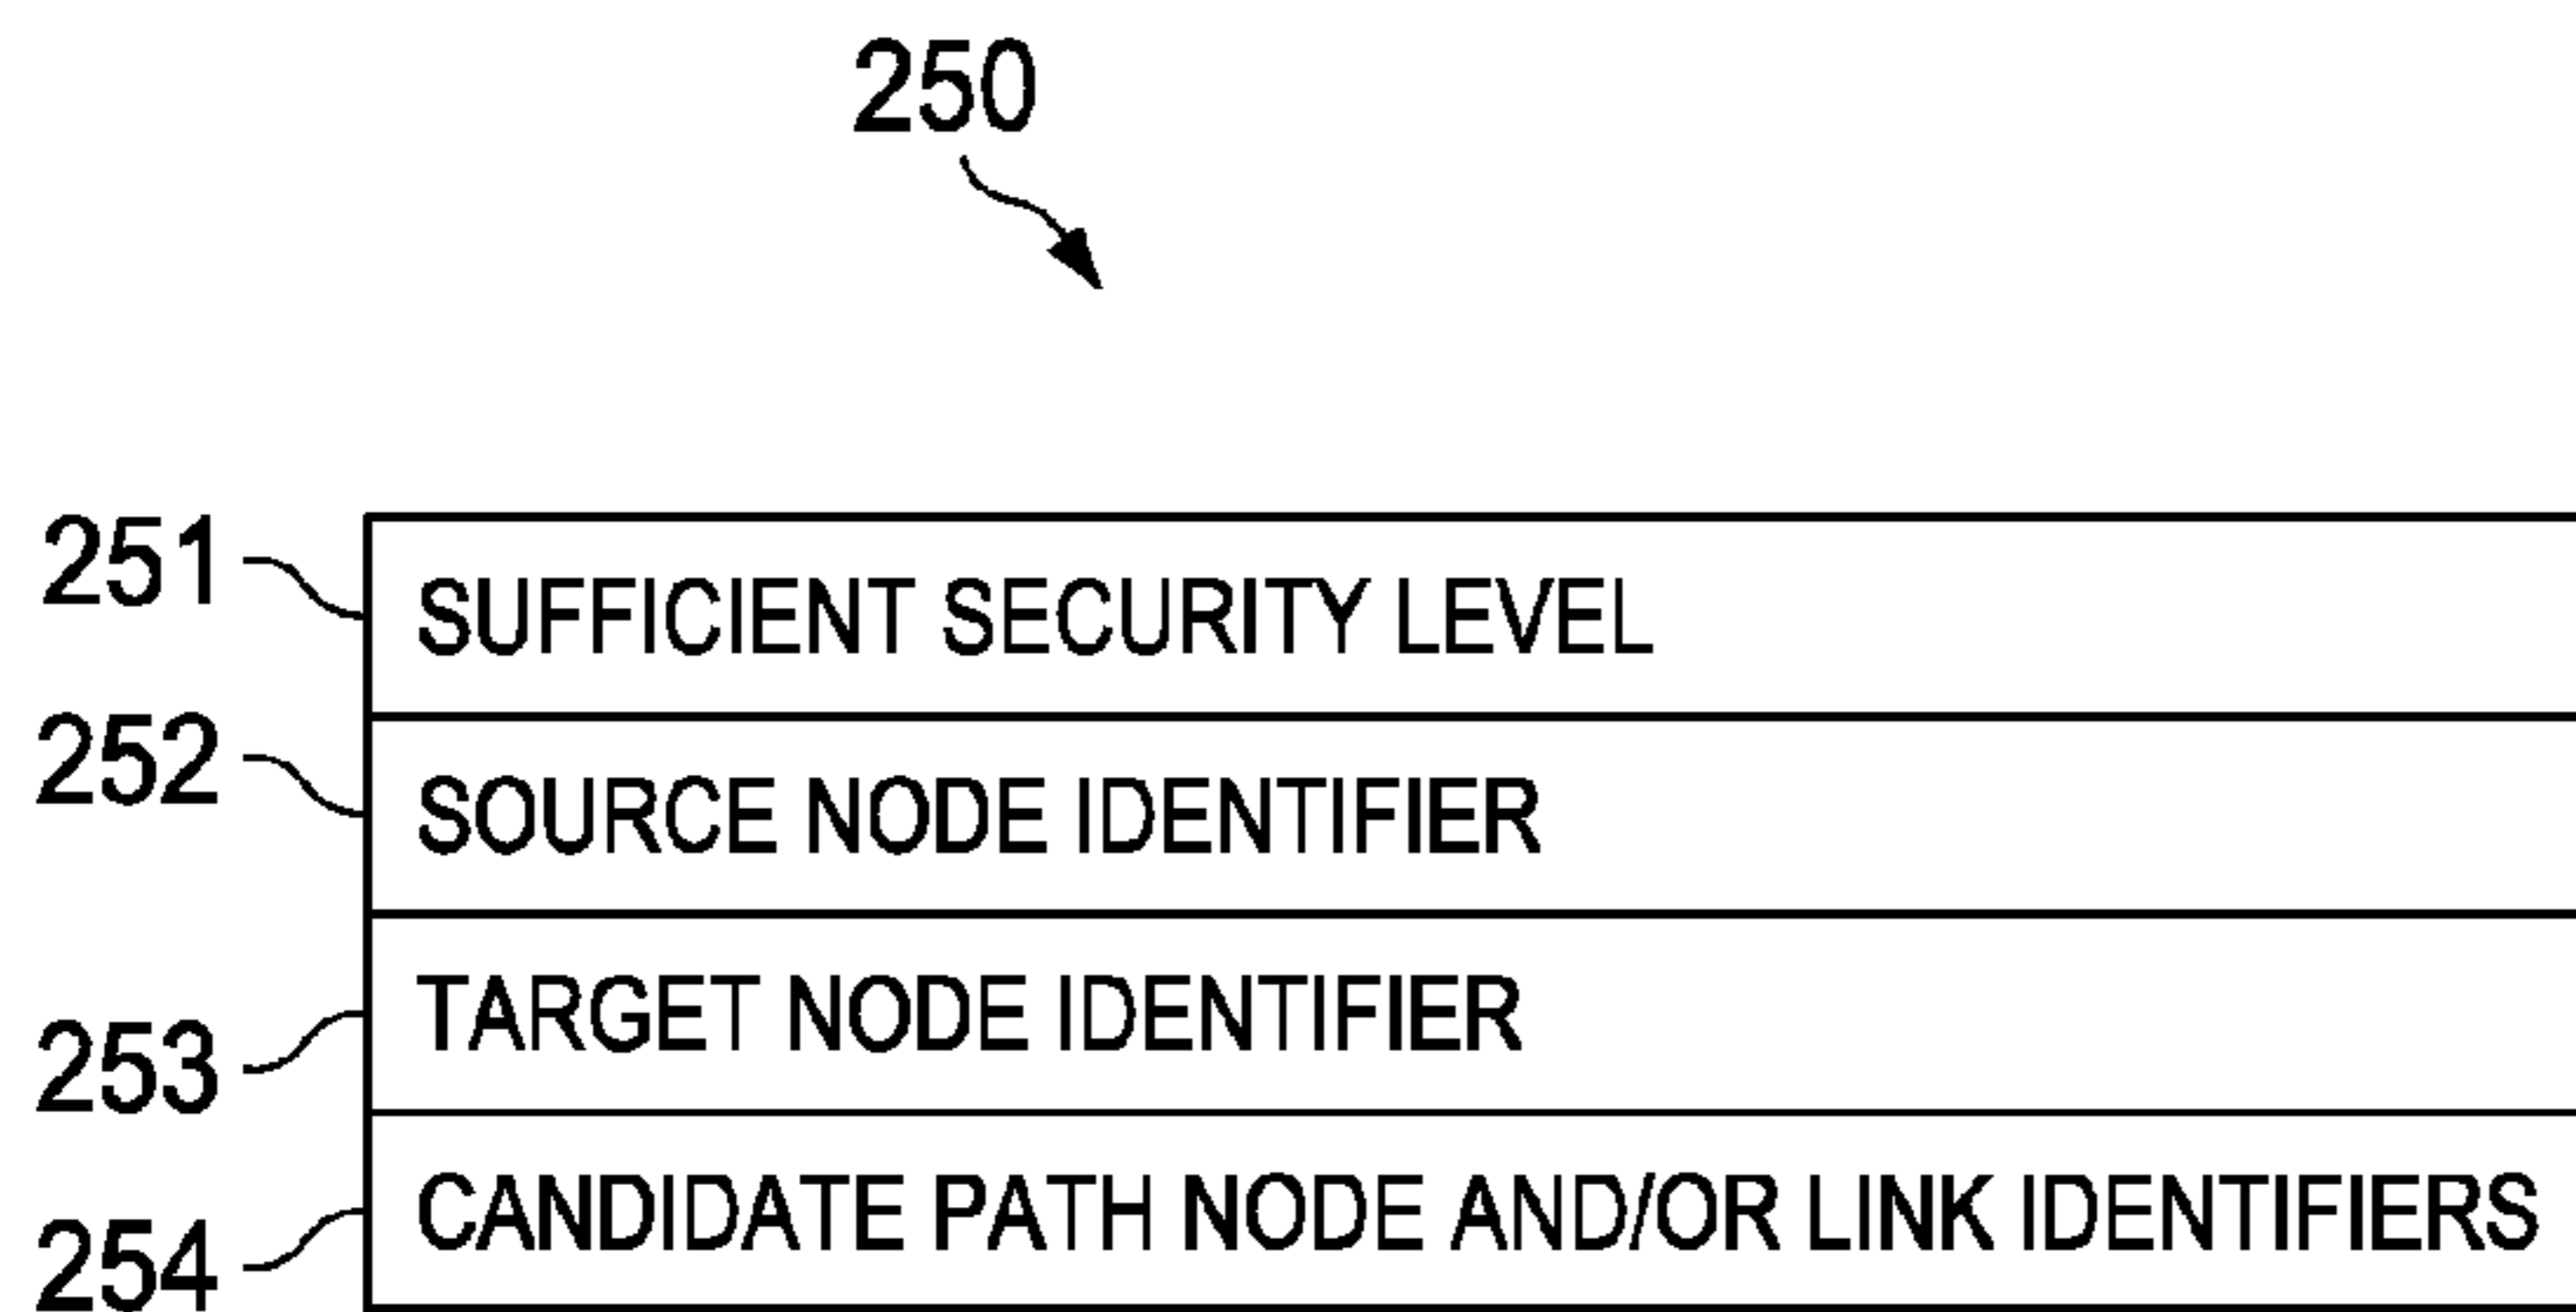 250
251 SUFFICIENT SECURITY LEVEL
252 SOURCE NODE IDENTIFIER
253 TARGET NODE IDENTIFIER
254 CANDIDATE PATH NODE AND/OR LINK IDENTIFIERS